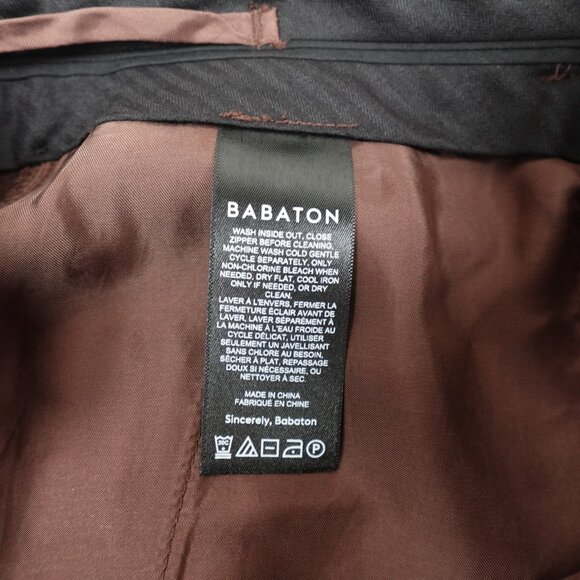 BABATON
WASH INSIDE OUT, CLOSE
ZIPPER BEFORE CLEANING,
MACHINE WASH COLD GENTLE
CYCLE SEPARATELY, ONLY
NON-CHLORINE BLEACH WHEN
NEEDED, DRY FLAT, COOL IRON
ONLY IF NEEDED, OR DRY
CLEAN.
LAVER À L'ENVERS, FERMER LA
FERMETURE ÉCLAIR AVANT DE
LAVER, LAVER SÉPARÉMENT À
LA MACHINE À L'EAU FROIDE AU
CYCLE DÉLICAT, UTILISER
SEULEMENT UN JAVELLISANT
SANS CHLORE AU BESOIN,
SÉCHER À PLAT, REPASSAGE
DOUX SI NÉCESSAIRE, OU
NETTOYER À SEC.
MADE IN CHINA
FABRIQUÉ EN CHINE
Sincerely, Babaton
30C P